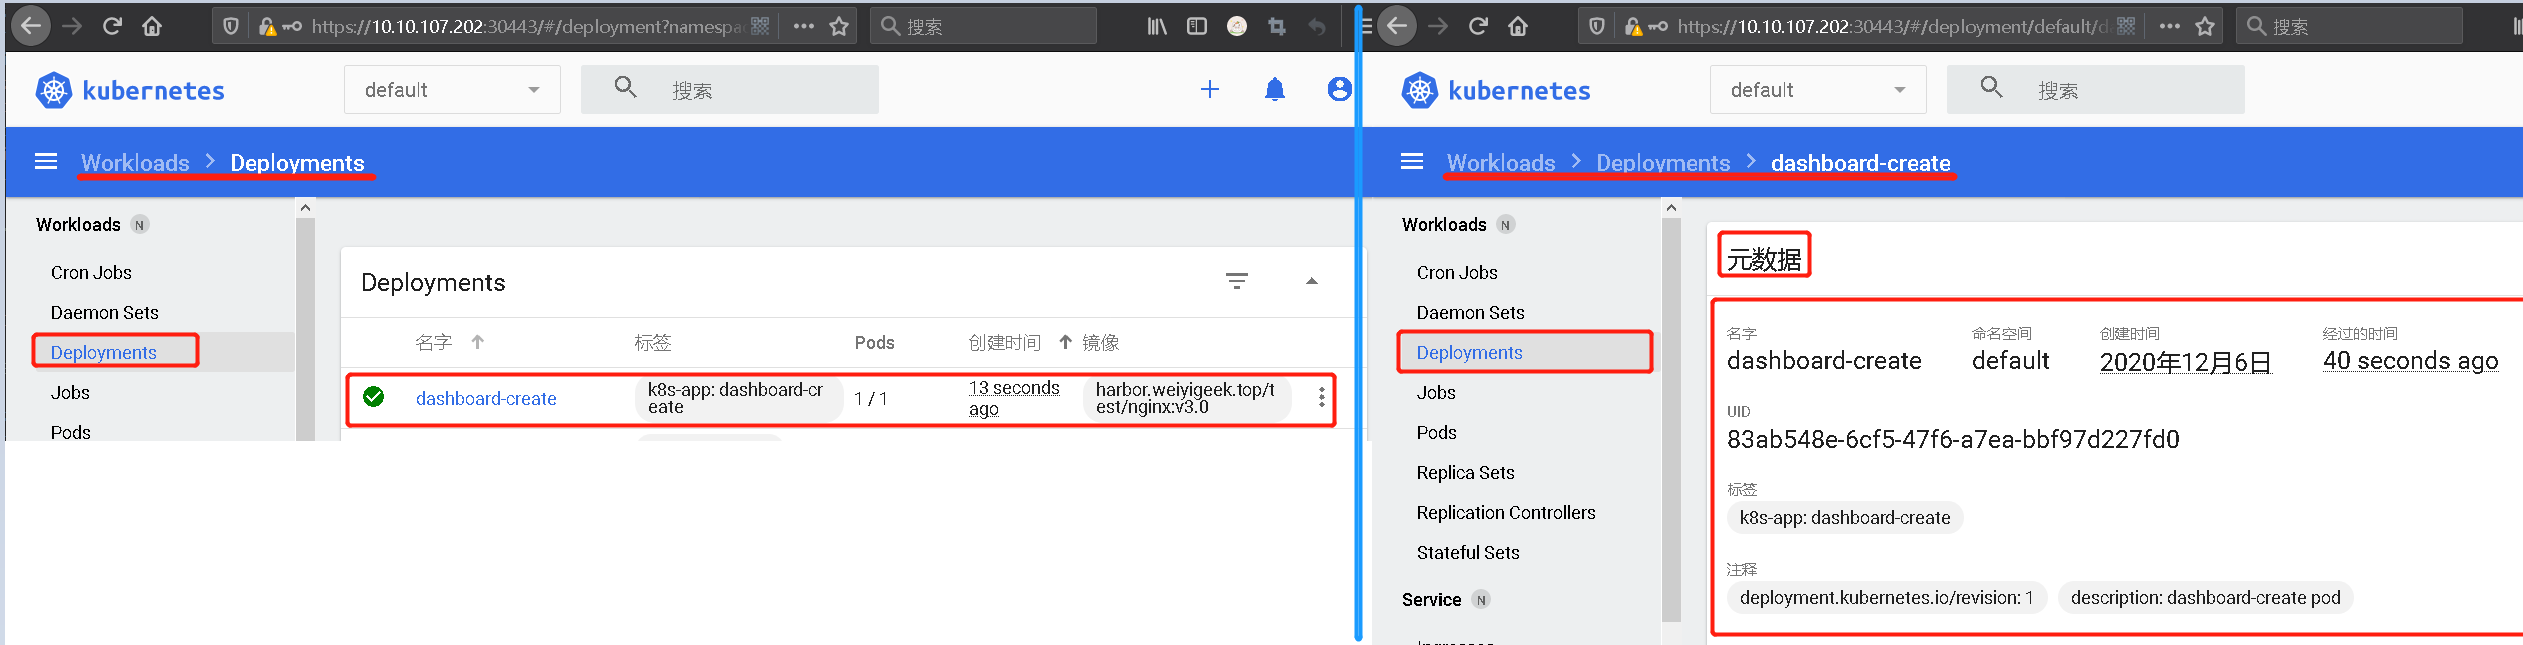 https://10.10.107.202:30443/#/deployment?namespa
搜索
kubernetes
default
搜索
Workloads > Deployments
Workloads N
Cron Jobs
Daemon Sets
Deployments
Jobs
Pods
Deployments
名字 标签 Pods 创建时间 镜像
dashboard-create
k8s-app: dashboard-cr
eate
1 / 1
13 seconds
ago
harbor.weiyigeek.top/t
est/nginx:v3.0
https://10.10.107.202:30443/#/deployment/default/d
搜索
kubernetes
default
搜索
Workloads > Deployments > dashboard-create
Workloads N
Cron Jobs
Daemon Sets
Deployments
Jobs
Pods
Replica Sets
Replication Controllers
Stateful Sets
Service N
元数据
名字 命名空间 创建时间 经过的时间
dashboard-create default 2020年12月6日 40 seconds ago
UID
83ab548e-6cf5-47f6-a7ea-bbf97d227fd0
标签
k8s-app: dashboard-create
注释
deployment.kubernetes.io/revision: 1 description: dashboard-create pod